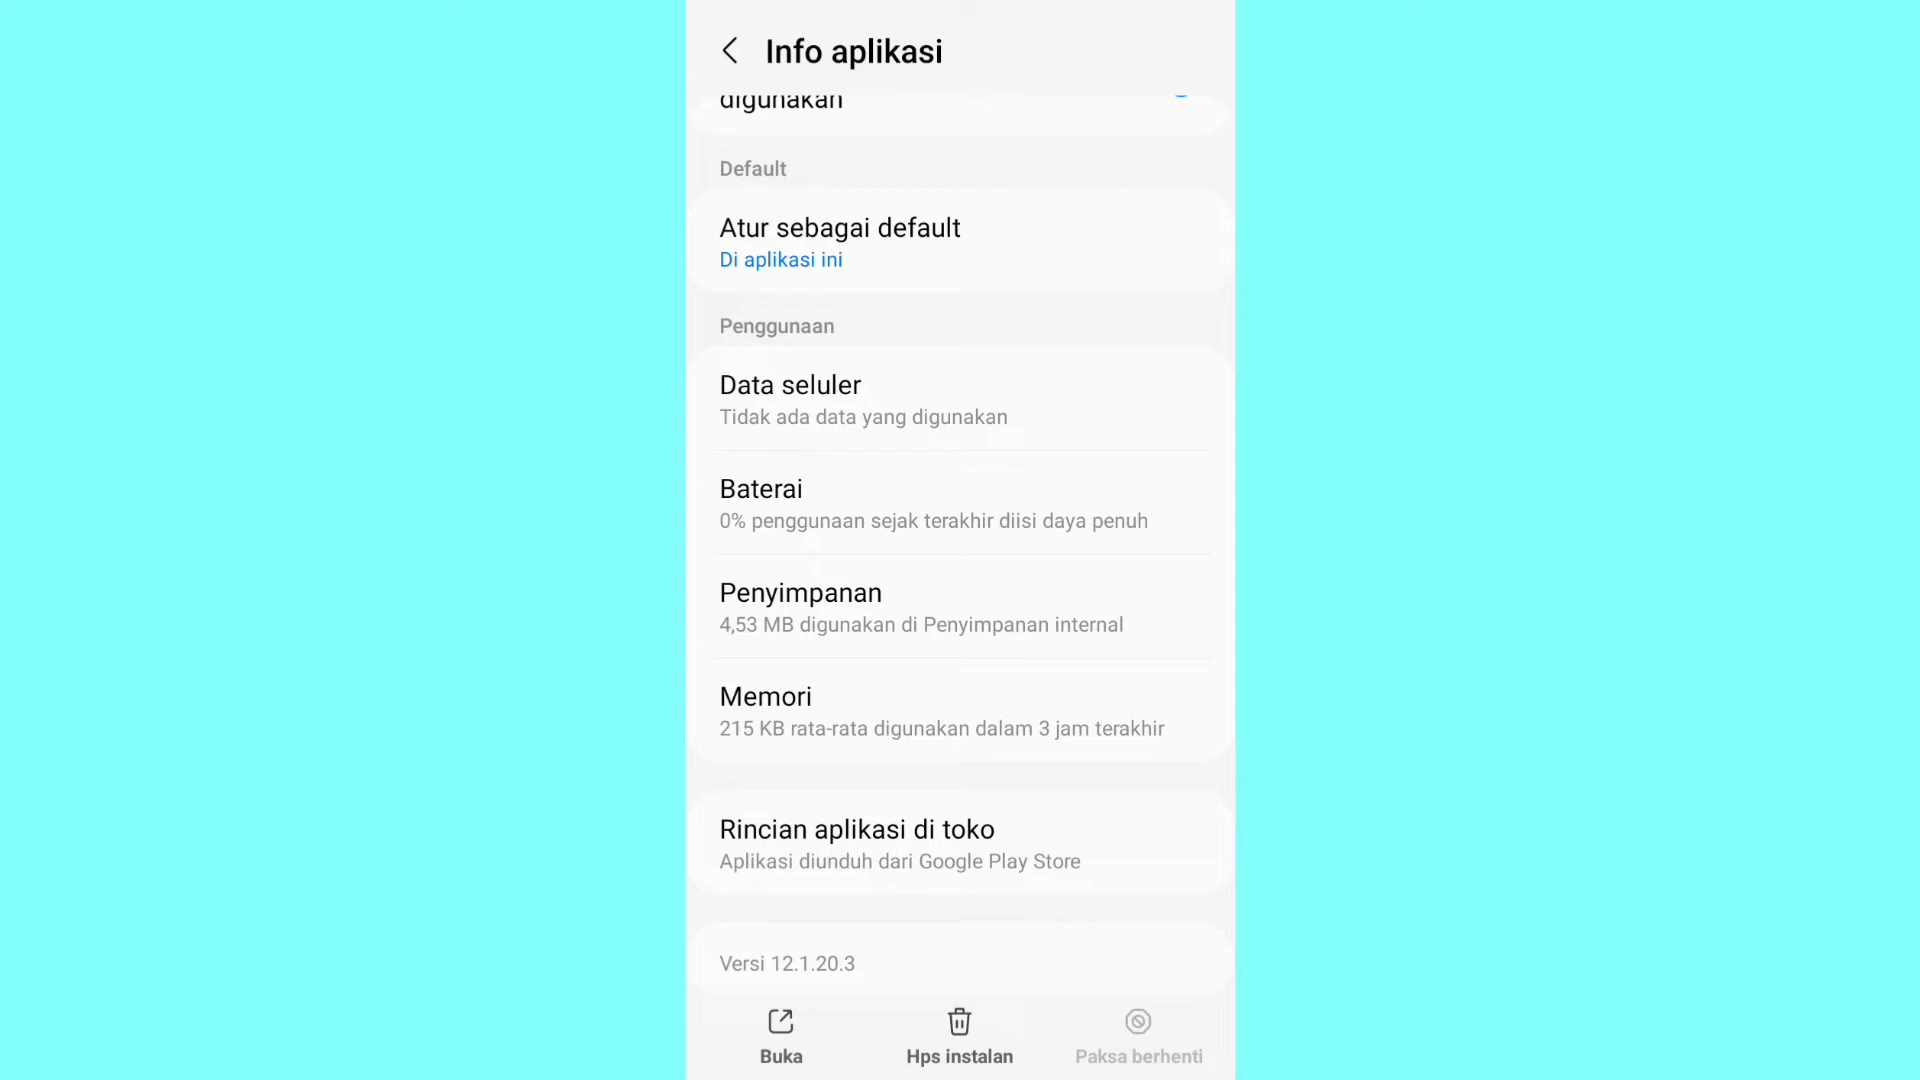 Info aplikasi
digunakan
Default
Atur sebagai default
Di aplikasi ini
Penggunaan
Data seluler
Tidak ada data yang digunakan
Baterai
0% penggunaan sejak terakhir diisi daya penuh
Penyimpanan
4,53 MB digunakan di Penyimpanan internal
Memori
215 KB rata-rata digunakan dalam 3 jam terakhir
Rincian aplikasi di toko
Aplikasi diunduh dari Google Play Store
Versi 12.1.20.3
Buka
Hps instalan
Paksa berhenti